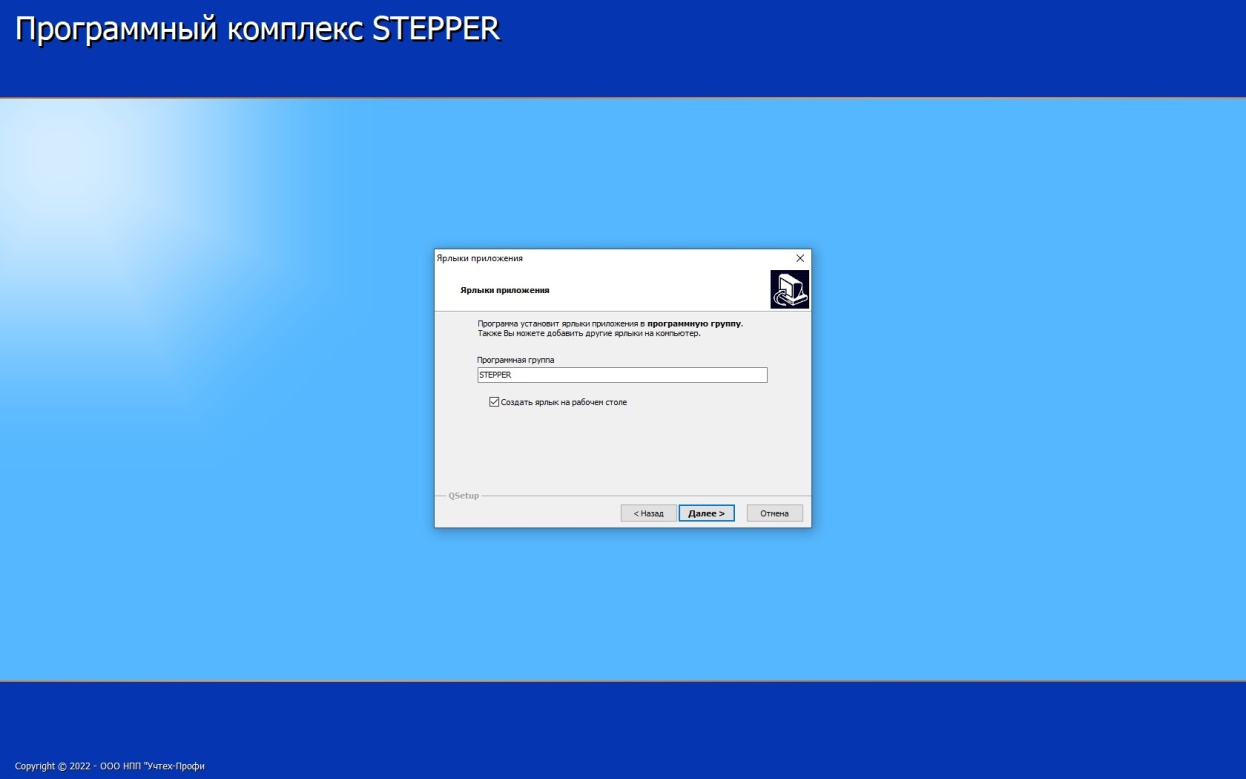 Программный комплекс STEPPER
Ярлыки приложения
Ярлыки приложения
Программа установит ярлыки приложения в программную группу.
Также Вы можете добавить другие ярлыки на компьютер.
Программная группа
STEPPER
Создать ярлык на рабочем столе
QSetup
< Назад
Далее >
Отмена
Copyright © 2022 - ООО НПП "Учтех-Профи